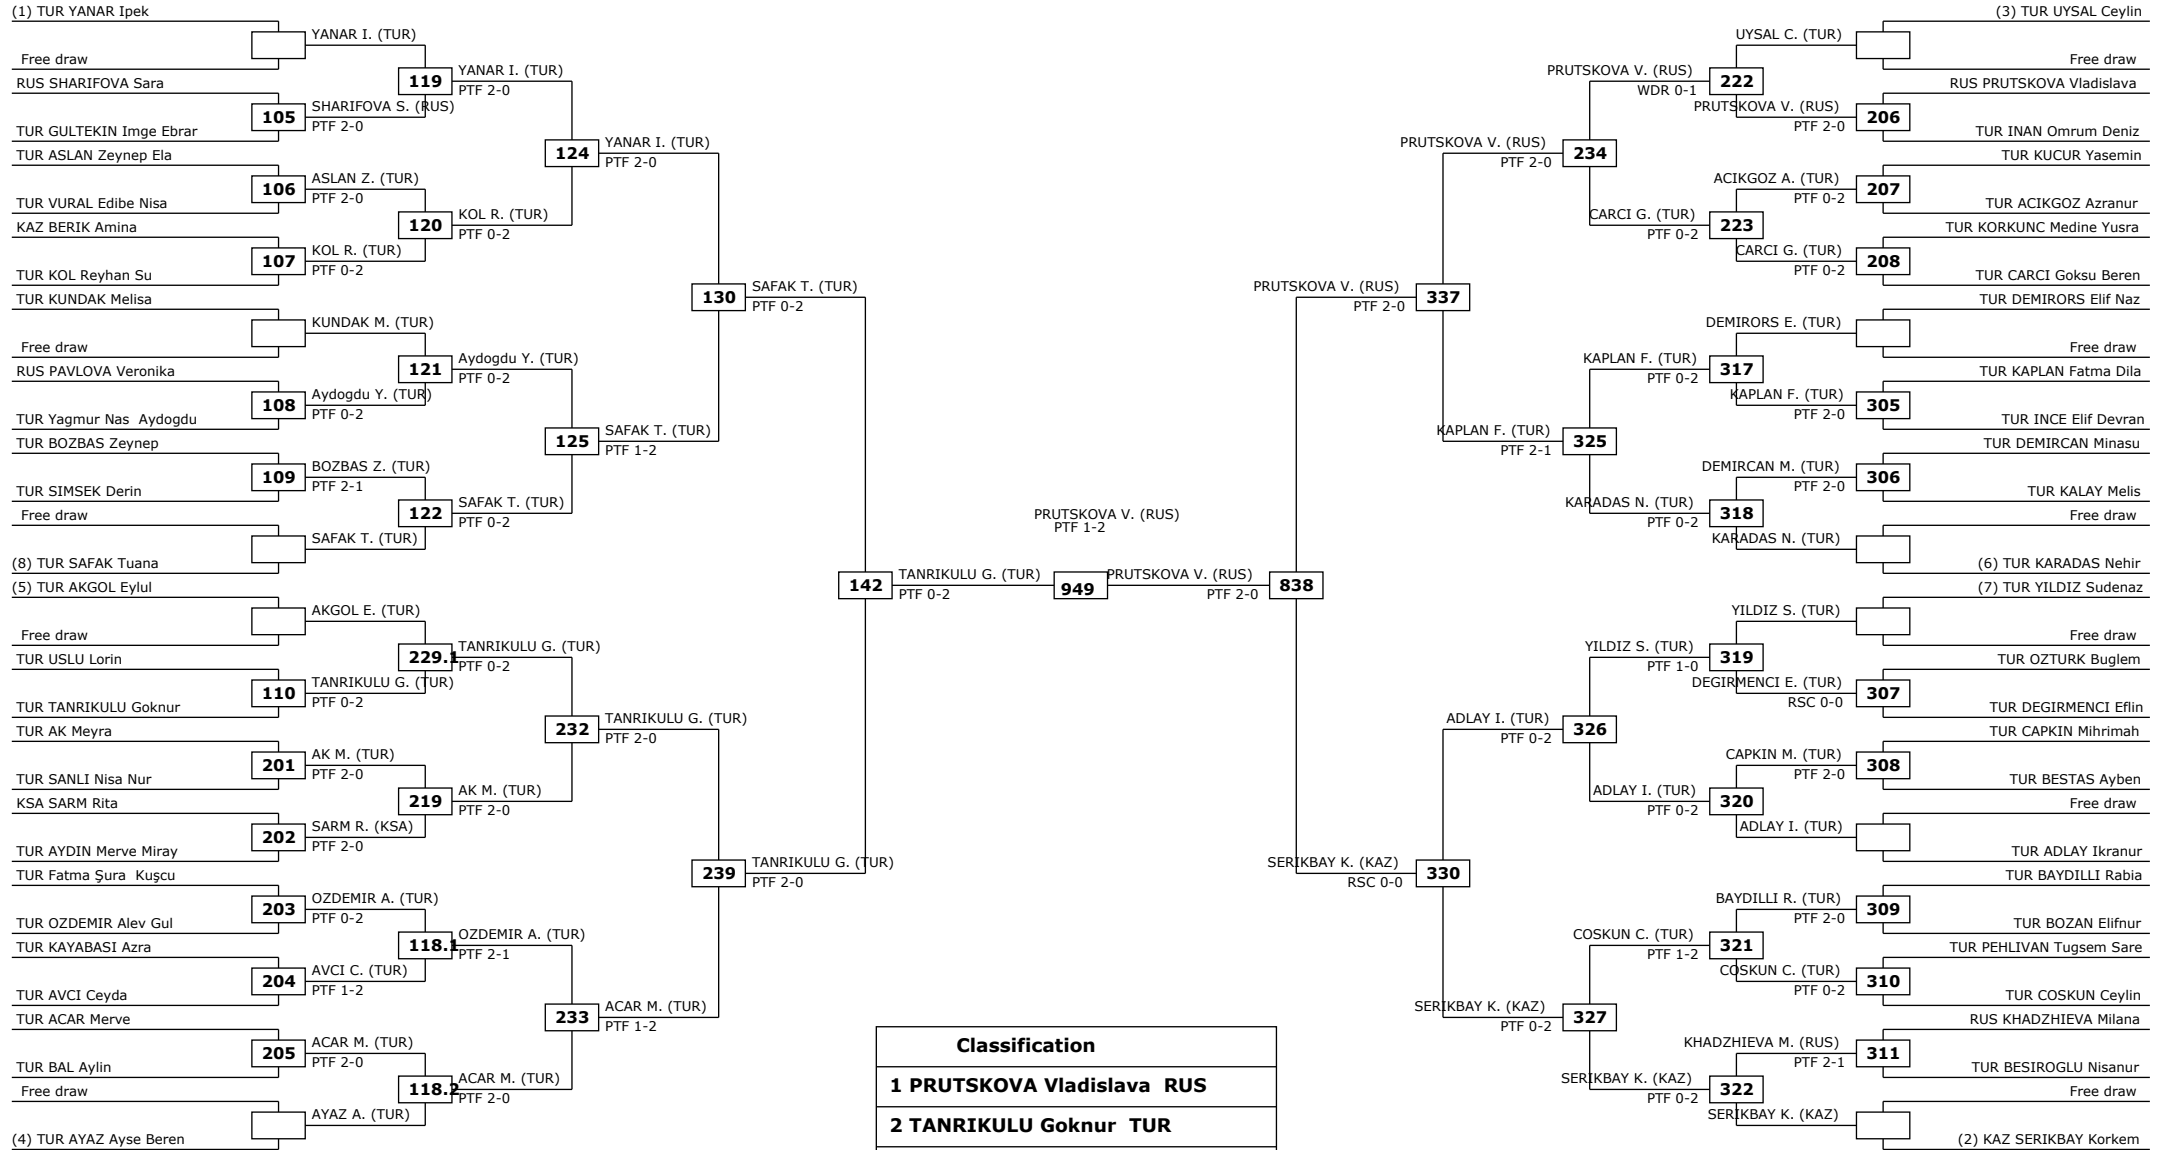 (1) TUR YANAR Ipek
Free draw
RUS SHARIFOVA Sara
TUR GULTEKIN Imge Ebrar
TUR ASLAN Zeynep Ela
TUR VURAL Edibe Nisa
KAZ BERIK Amina
TUR KOL Reyhan Su
TUR KUNDAK Melisa
Free draw
RUS PAVLOVA Veronika
TUR Yagmur Nas  Aydogdu
TUR BOZBAS Zeynep
TUR SIMSEK Derin
Free draw
(8) TUR SAFAK Tuana
(5) TUR AKGOL Eylul
Free draw
TUR USLU Lorin
TUR TANRIKULU Goknur
TUR AK Meyra
TUR SANLI Nisa Nur
KSA SARM Rita
TUR AYDIN Merve Miray
TUR Fatma Şura  Kuşcu
TUR OZDEMIR Alev Gul
TUR KAYABASI Azra
TUR AVCI Ceyda
TUR ACAR Merve
TUR BAL Aylin
Free draw
(4) TUR AYAZ Ayse Beren
YANAR I. (TUR)
105
SHARIFOVA S. (RUS)
PTF 2-0
106
ASLAN Z. (TUR)
PTF 2-0
107
KOL R. (TUR)
PTF 0-2
KUNDAK M. (TUR)
108
Aydogdu Y. (TUR)
PTF 0-2
109
BOZBAS Z. (TUR)
PTF 2-1
SAFAK T. (TUR)
AKGOL E. (TUR)
110
TANRIKULU G. (TUR)
PTF 0-2
201
AK M. (TUR)
PTF 2-0
202
SARM R. (KSA)
PTF 2-0
203
OZDEMIR A. (TUR)
PTF 0-2
204
AVCI C. (TUR)
PTF 1-2
205
ACAR M. (TUR)
PTF 2-0
AYAZ A. (TUR)
119
YANAR I. (TUR)
PTF 2-0
120
KOL R. (TUR)
PTF 0-2
121
Aydogdu Y. (TUR)
PTF 0-2
122
SAFAK T. (TUR)
PTF 0-2
229.1
TANRIKULU G. (TUR)
PTF 0-2
219
AK M. (TUR)
PTF 2-0
118.1
OZDEMIR A. (TUR)
PTF 2-1
118.2
ACAR M. (TUR)
PTF 2-0
124
YANAR I. (TUR)
PTF 2-0
125
SAFAK T. (TUR)
PTF 1-2
232
TANRIKULU G. (TUR)
PTF 2-0
233
ACAR M. (TUR)
PTF 1-2
130
SAFAK T. (TUR)
PTF 0-2
239
TANRIKULU G. (TUR)
PTF 2-0
142
TANRIKULU G. (TUR)
PTF 0-2
PRUTSKOVA V. (RUS)
PTF 1-2
949
PRUTSKOVA V. (RUS)
PTF 2-0
838
PRUTSKOVA V. (RUS)
PTF 2-0
337
SERIKBAY K. (KAZ)
RSC 0-0
330
PRUTSKOVA V. (RUS)
PTF 2-0
234
KAPLAN F. (TUR)
PTF 2-1
325
ADLAY I. (TUR)
PTF 0-2
326
SERIKBAY K. (KAZ)
PTF 0-2
327
PRUTSKOVA V. (RUS)
WDR 0-1
222
CARCI G. (TUR)
PTF 0-2
223
KAPLAN F. (TUR)
PTF 0-2
317
KARADAS N. (TUR)
PTF 0-2
318
YILDIZ S. (TUR)
PTF 1-0
319
ADLAY I. (TUR)
PTF 0-2
320
COSKUN C. (TUR)
PTF 1-2
321
SERIKBAY K. (KAZ)
PTF 0-2
322
UYSAL C. (TUR)
PRUTSKOVA V. (RUS)
PTF 2-0
206
ACIKGOZ A. (TUR)
PTF 0-2
207
CARCI G. (TUR)
PTF 0-2
208
DEMIRORS E. (TUR)
KAPLAN F. (TUR)
PTF 2-0
305
DEMIRCAN M. (TUR)
PTF 2-0
306
KARADAS N. (TUR)
YILDIZ S. (TUR)
DEGIRMENCI E. (TUR)
RSC 0-0
307
CAPKIN M. (TUR)
PTF 2-0
308
ADLAY I. (TUR)
BAYDILLI R. (TUR)
PTF 2-0
309
COSKUN C. (TUR)
PTF 0-2
310
KHADZHIEVA M. (RUS)
PTF 2-1
311
SERIKBAY K. (KAZ)
(3) TUR UYSAL Ceylin
Free draw
RUS PRUTSKOVA Vladislava
TUR INAN Omrum Deniz
TUR KUCUR Yasemin
TUR ACIKGOZ Azranur
TUR KORKUNC Medine Yusra
TUR CARCI Goksu Beren
TUR DEMIRORS Elif Naz
Free draw
TUR KAPLAN Fatma Dila
TUR INCE Elif Devran
TUR DEMIRCAN Minasu
TUR KALAY Melis
Free draw
(6) TUR KARADAS Nehir
(7) TUR YILDIZ Sudenaz
Free draw
TUR OZTURK Buglem
TUR DEGIRMENCI Eflin
TUR CAPKIN Mihrimah
TUR BESTAS Ayben
Free draw
TUR ADLAY Ikranur
TUR BAYDILLI Rabia
TUR BOZAN Elifnur
TUR PEHLIVAN Tugsem Sare
TUR COSKUN Ceylin
RUS KHADZHIEVA Milana
TUR BESIROGLU Nisanur
Free draw
(2) KAZ SERIKBAY Korkem
Classification
1 PRUTSKOVA Vladislava  RUS
2 TANRIKULU Goknur  TUR